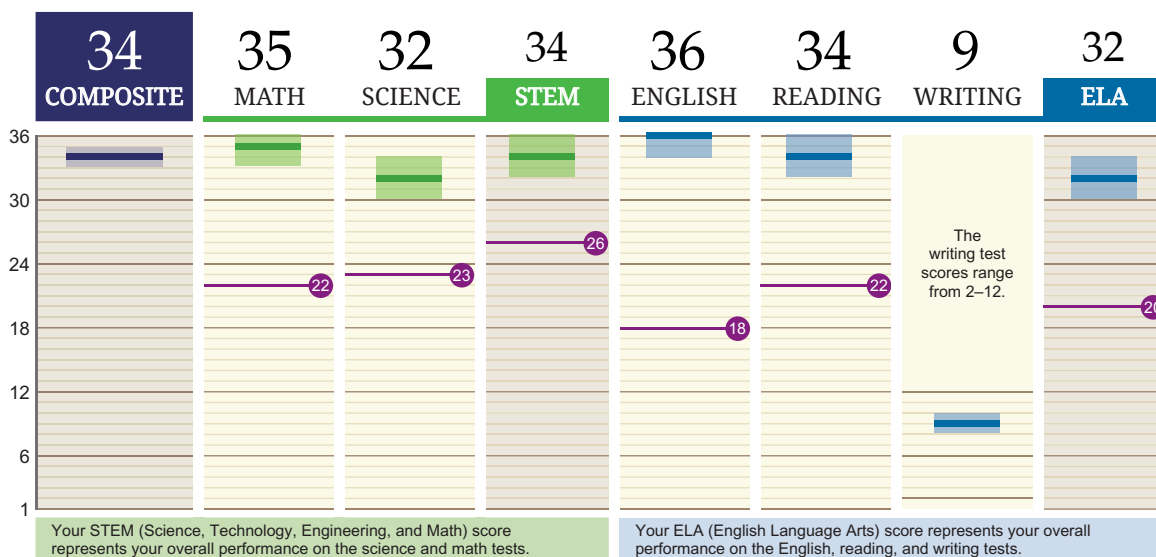 34 35 32 34 36 34 9 32
COMPOSITE MATH SCIENCE STEM ENGLISH READING WRITING ELA
36
30
24
18
12
6
1
26
23
22
22
20
18
The
writing test
scores range
from 2–12.
Your STEM (Science, Technology, Engineering, and Math) score
represents your overall performance on the science and math tests.
Your ELA (English Language Arts) score represents your overall
performance on the English, reading, and writing tests.